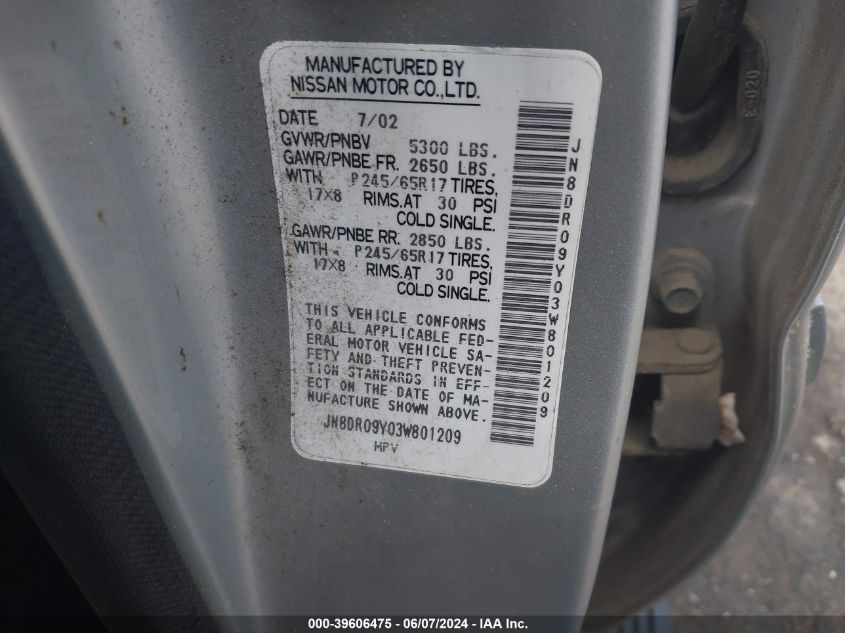 MANUFACTURED BY
NISSAN MOTOR CO.,LTD.
DATE 7/02
GVWR/PNBV 5300 LBS.
GAWR/PNBE FR. 2650 LBS.
WITH P245/65R17 TIRES,
17X8 RIMS.AT 30 PSI
COLD SINGLE.
GAWR/PNBE RR. 2850 LBS.
WITH P245/65R17 TIRES,
17X8 RIMS.AT 30 PSI
COLD SINGLE.
THIS VEHICLE CONFORMS
TO ALL APPLICABLE FED-
ERAL MOTOR VEHICLE SA-
FETY AND THEFT PREVEN-
TION STANDARDS IN EFF-
ECT ON THE DATE OF MA-
NUFACTURE SHOWN ABOVE.
JN8DR09Y03W801209
MPV
JN8DR09Y03W801209
E-020
000-39606475 - 06/07/2024 - IAA Inc.